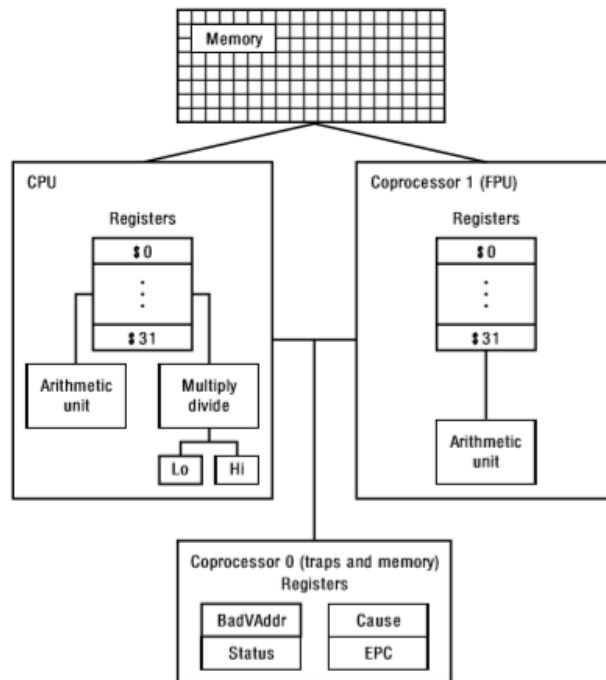 Memory
CPU
Registers
$0
$31
Arithmetic
unit
Multiply
divide
Lo
Hi
Coprocessor 1 (FPU)
Registers
$0
$31
Arithmetic
unit
Coprocessor 0 (traps and memory)
Registers
BadVAddr
Cause
Status
EPC